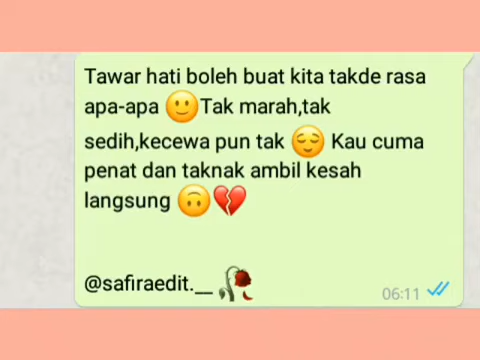 Tawar hati boleh buat kita takde rasa
apa-apa 🙂Tak marah,tak
sedih,kecewa pun tak 😌 Kau cuma
penat dan taknak ambil kesah
langsung 🙃💔
@safiraedit.__ 🥀
06:11